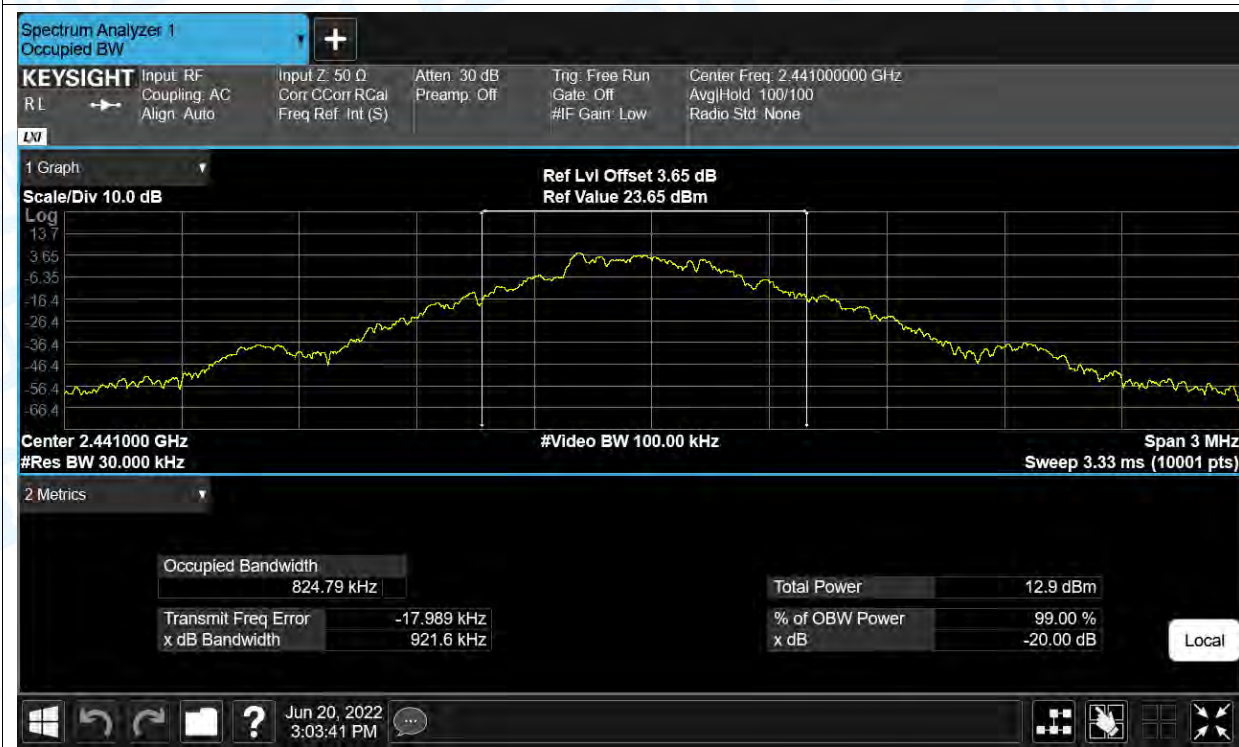 Spectrum Analyzer 1
Occupied BW
+
KEYSIGHT
R L
LXI
Input: RF
Coupling: AC
Align: Auto
Input Z: 50 Ω
Corr CCorr RCal
Freq Ref: Int (S)
Atten: 30 dB
Preamp: Off
Trig: Free Run
Gate: Off
#IF Gain: Low
Center Freq: 2.441000000 GHz
Avg|Hold: 100/100
Radio Std: None
1 Graph
Scale/Div 10.0 dB
Ref Lvl Offset 3.65 dB
Ref Value 23.65 dBm
Log
13.7
3.65
-6.35
-16.4
-26.4
-36.4
-46.4
-56.4
-66.4
Center 2.441000 GHz
#Res BW 30.000 kHz
#Video BW 100.00 kHz
Span 3 MHz
Sweep 3.33 ms (10001 pts)
2 Metrics
Occupied Bandwidth
824.79 kHz
Transmit Freq Error -17.989 kHz
x dB Bandwidth 921.6 kHz
Total Power 12.9 dBm
% of OBW Power 99.00 %
x dB -20.00 dB
Local
?
Jun 20, 2022
3:03:41 PM